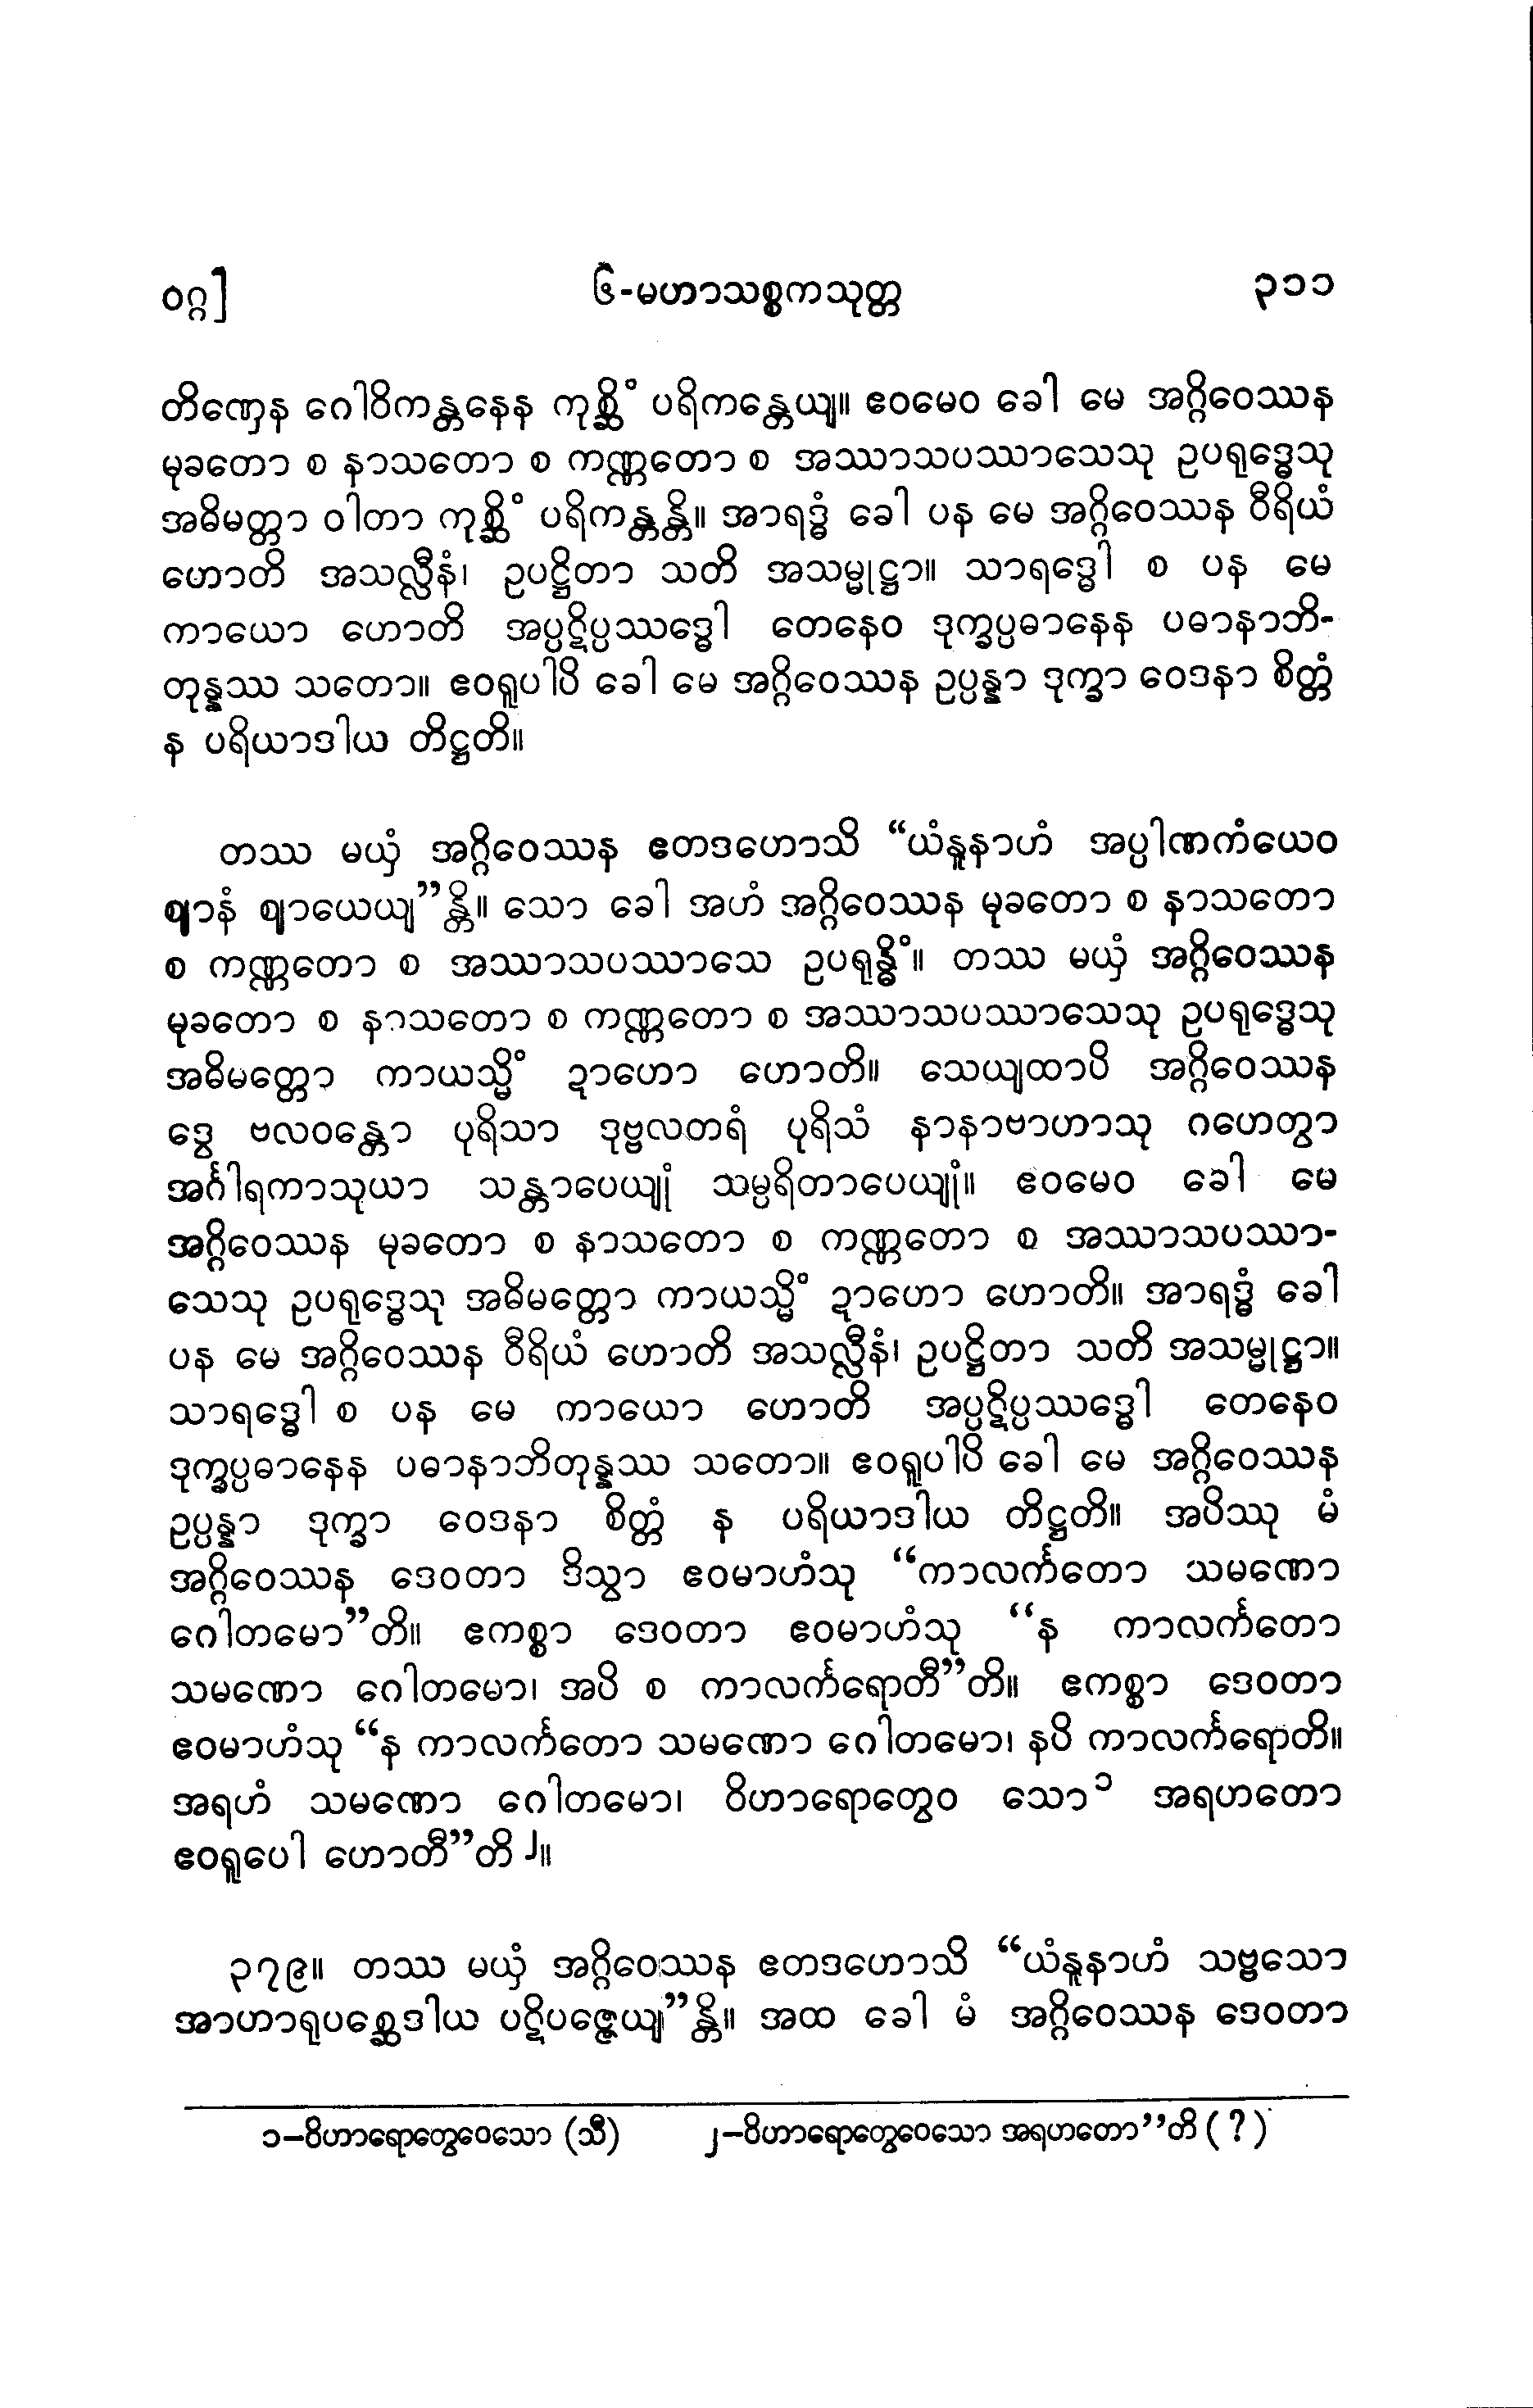 ဝဂ္ဂ] ၆-မဟာသစ္စကသုတ္တ ၃၁၁
တိဏှေန ဂေါဝိကန္တနေန ကုစ္ဆိံ ပရိကန္တေယျ။ ဧဝမေဝ ခေါ မေ အဂ္ဂိဝေဿန
မုခတော စ နာသတော စ ကဏ္ဏတော စ အဿာသပဿာသေသု ဥပရုဒ္ဓေသု
အဓိမတ္တာ ဝါတာ ကုစ္ဆိံ ပရိကန္တန္တိ။ အာရဒ္ဓံ ခေါ ပန မေ အဂ္ဂိဝေဿန ဝီရိယံ
ဟောတိ အသလ္လီနံ၊ ဥပဋ္ဌိတာ သတိ အသမ္မုဋ္ဌာ။ သာရဒ္ဓေါ စ ပန မေ
ကာယော ဟောတိ အပ္ပဋိပ္ပဿဒ္ဓေါ တေနေဝ ဒုက္ခပ္ပဓာနေန ပဓာနာဘိ-
တုန္နဿ သတော။ ဧဝရူပါပိ ခေါ မေ အဂ္ဂိဝေဿန ဥပ္ပန္နာ ဒုက္ခာ ဝေဒနာ စိတ္တံ
န ပရိယာဒါယ တိဋ္ဌတိ။
တဿ မယှံ အဂ္ဂိဝေဿန ဧတဒဟောသိ “ယံနူနာဟံ အပ္ပါဏကံယေဝ
ဈာနံ ဈာယေယျ”န္တိ။ သော ခေါ အဟံ အဂ္ဂိဝေဿန မုခတော စ နာသတော
စ ကဏ္ဏတော စ အဿာသပဿာသေ ဥပရုန္ဓိံ။ တဿ မယှံ အဂ္ဂိဝေဿန
မုခတော စ နာသတော စ ကဏ္ဏတော စ အဿာသပဿာသေသု ဥပရုဒ္ဓေသု
အဓိမတ္တော ကာယသ္မိံ ဍာဟော ဟောတိ။ သေယျထာပိ အဂ္ဂိဝေဿန
ဒွေ ဗလဝန္တော ပုရိသာ ဒုဗ္ဗလတရံ ပုရိသံ နာနာဗာဟာသု ဂဟေတွာ
အင်္ဂါရကာသုယာ သန္တာပေယျုံ သမ္ပရိတာပေယျုံ။ ဧဝမေဝ ခေါ မေ
အဂ္ဂိဝေဿန မုခတော စ နာသတော စ ကဏ္ဏတော စ အဿာသပဿာ-
သေသု ဥပရုဒ္ဓေသု အဓိမတ္တော ကာယသ္မိံ ဍာဟော ဟောတိ။ အာရဒ္ဓံ ခေါ
ပန မေ အဂ္ဂိဝေဿန ဝီရိယံ ဟောတိ အသလ္လီနံ၊ ဥပဋ္ဌိတာ သတိ အသမ္မုဋ္ဌာ။
သာရဒ္ဓေါ စ ပန မေ ကာယော ဟောတိ အပ္ပဋိပ္ပဿဒ္ဓေါ တေနေဝ
ဒုက္ခပ္ပဓာနေန ပဓာနာဘိတုန္နဿ သတော။ ဧဝရူပါပိ ခေါ မေ အဂ္ဂိဝေဿန
ဥပ္ပန္နာ ဒုက္ခာ ဝေဒနာ စိတ္တံ န ပရိယာဒါယ တိဋ္ဌတိ။ အပိဿု မံ
အဂ္ဂိဝေဿန ဒေဝတာ ဒိသွာ ဧဝမာဟံသု “ကာလင်္ကတော သမဏော
ဂေါတမော”တိ။ ဧကစ္စာ ဒေဝတာ ဧဝမာဟံသု “န ကာလင်္ကတော
သမဏော ဂေါတမော၊ အပိ စ ကာလင်္ကရောတီ”တိ။ ဧကစ္စာ ဒေဝတာ
ဧဝမာဟံသု “န ကာလင်္ကတော သမဏော ဂေါတမော၊ နပိ ကာလင်္ကရောတိ။
အရဟံ သမဏော ဂေါတမော၊ ဝိဟာရောတွေဝ သော၁ အရဟတော
ဧဝရူပေါ ဟောတီ”တိ၂။
၃၇၉။ တဿ မယှံ အဂ္ဂိဝေဿန ဧတဒဟောသိ “ယံနူနာဟံ သဗ္ဗသော
အာဟာရုပစ္ဆေဒါယ ပဋိပဇ္ဇေယျ”န္တိ။ အထ ခေါ မံ အဂ္ဂိဝေဿန ဒေဝတာ
၁–ဝိဟာရောတွေဝေသော (သီ) ၂–ဝိဟာရောတွေဝေသော အရဟတော”တိ (?)